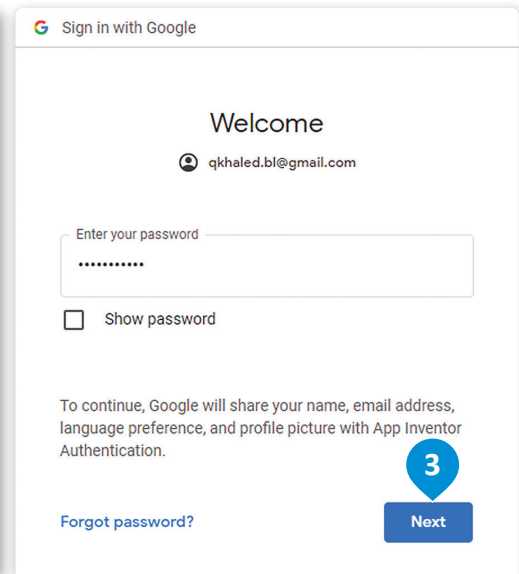 Sign in with Google
Welcome
qkhaled.bl@gmail.com
Enter your password
•••••••••••
Show password
To continue, Google will share your name, email address,
language preference, and profile picture with App Inventor
Authentication.
3
Forgot password?
Next